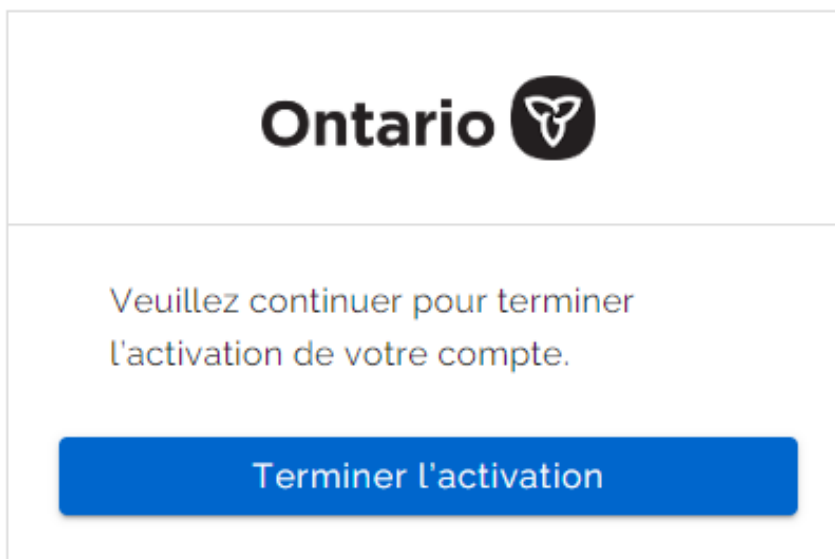 Ontario
Veuillez continuer pour terminer
l'activation de votre compte.
Terminer l'activation